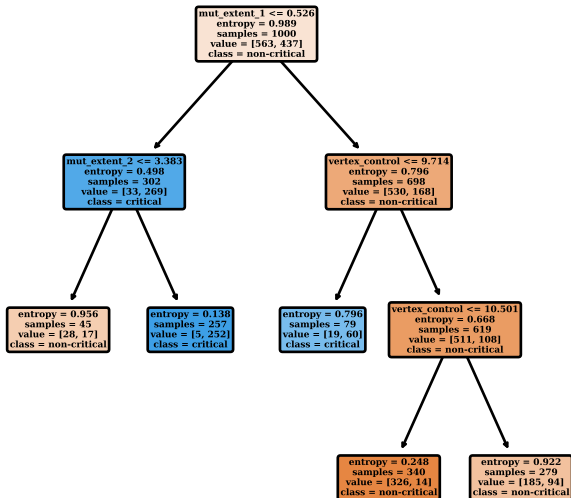 mut_extent_1 <= 0.526
entropy = 0.989
samples = 1000
value = [563, 437]
class = non-critical
mut_extent_2 <= 3.383
entropy = 0.498
samples = 302
value = [33, 269]
class = critical
vertex_control <= 9.714
entropy = 0.796
samples = 698
value = [530, 168]
class = non-critical
entropy = 0.956
samples = 45
value = [28, 17]
class = non-critical
entropy = 0.138
samples = 257
value = [5, 252]
class = critical
entropy = 0.796
samples = 79
value = [19, 60]
class = critical
vertex_control <= 10.501
entropy = 0.668
samples = 619
value = [511, 108]
class = non-critical
entropy = 0.248
samples = 340
value = [326, 14]
class = non-critical
entropy = 0.922
samples = 279
value = [185, 94]
class = non-critical